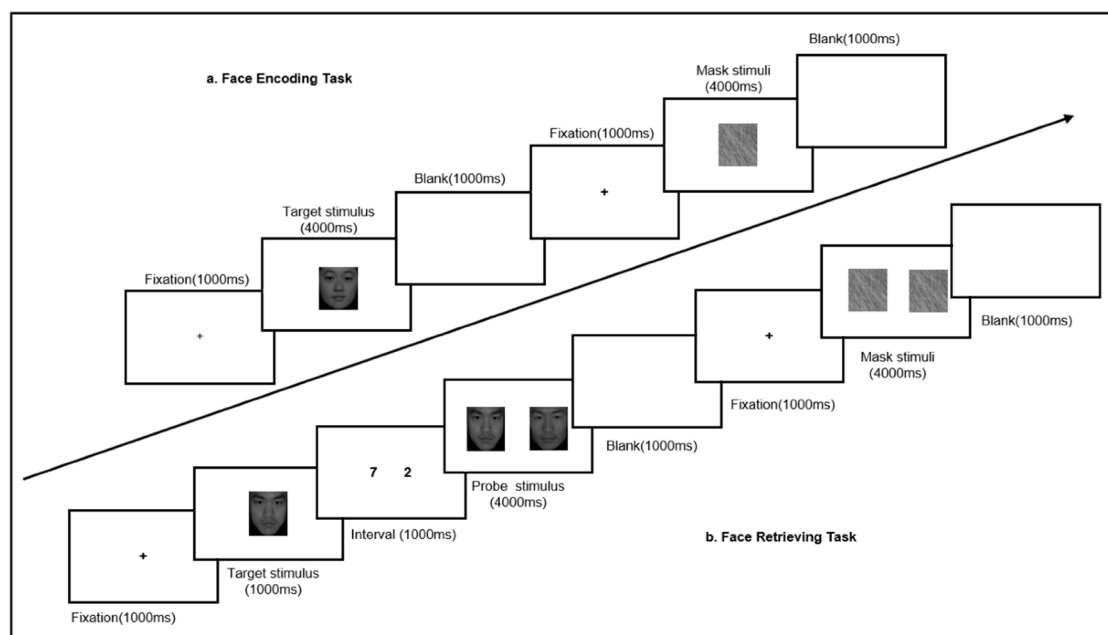 a. Face Encoding Task
Fixation(1000ms)
+
Target stimulus
(4000ms)
Blank(1000ms)
Fixation(1000ms)
+
Mask stimuli
(4000ms)
Blank(1000ms)
b. Face Retrieving Task
Fixation(1000ms)
+
Target stimulus
(1000ms)
7 2
Interval (1000ms)
Probe stimulus
(4000ms)
Blank(1000ms)
+
Fixation(1000ms)
Mask stimuli
(4000ms)
Blank(1000ms)